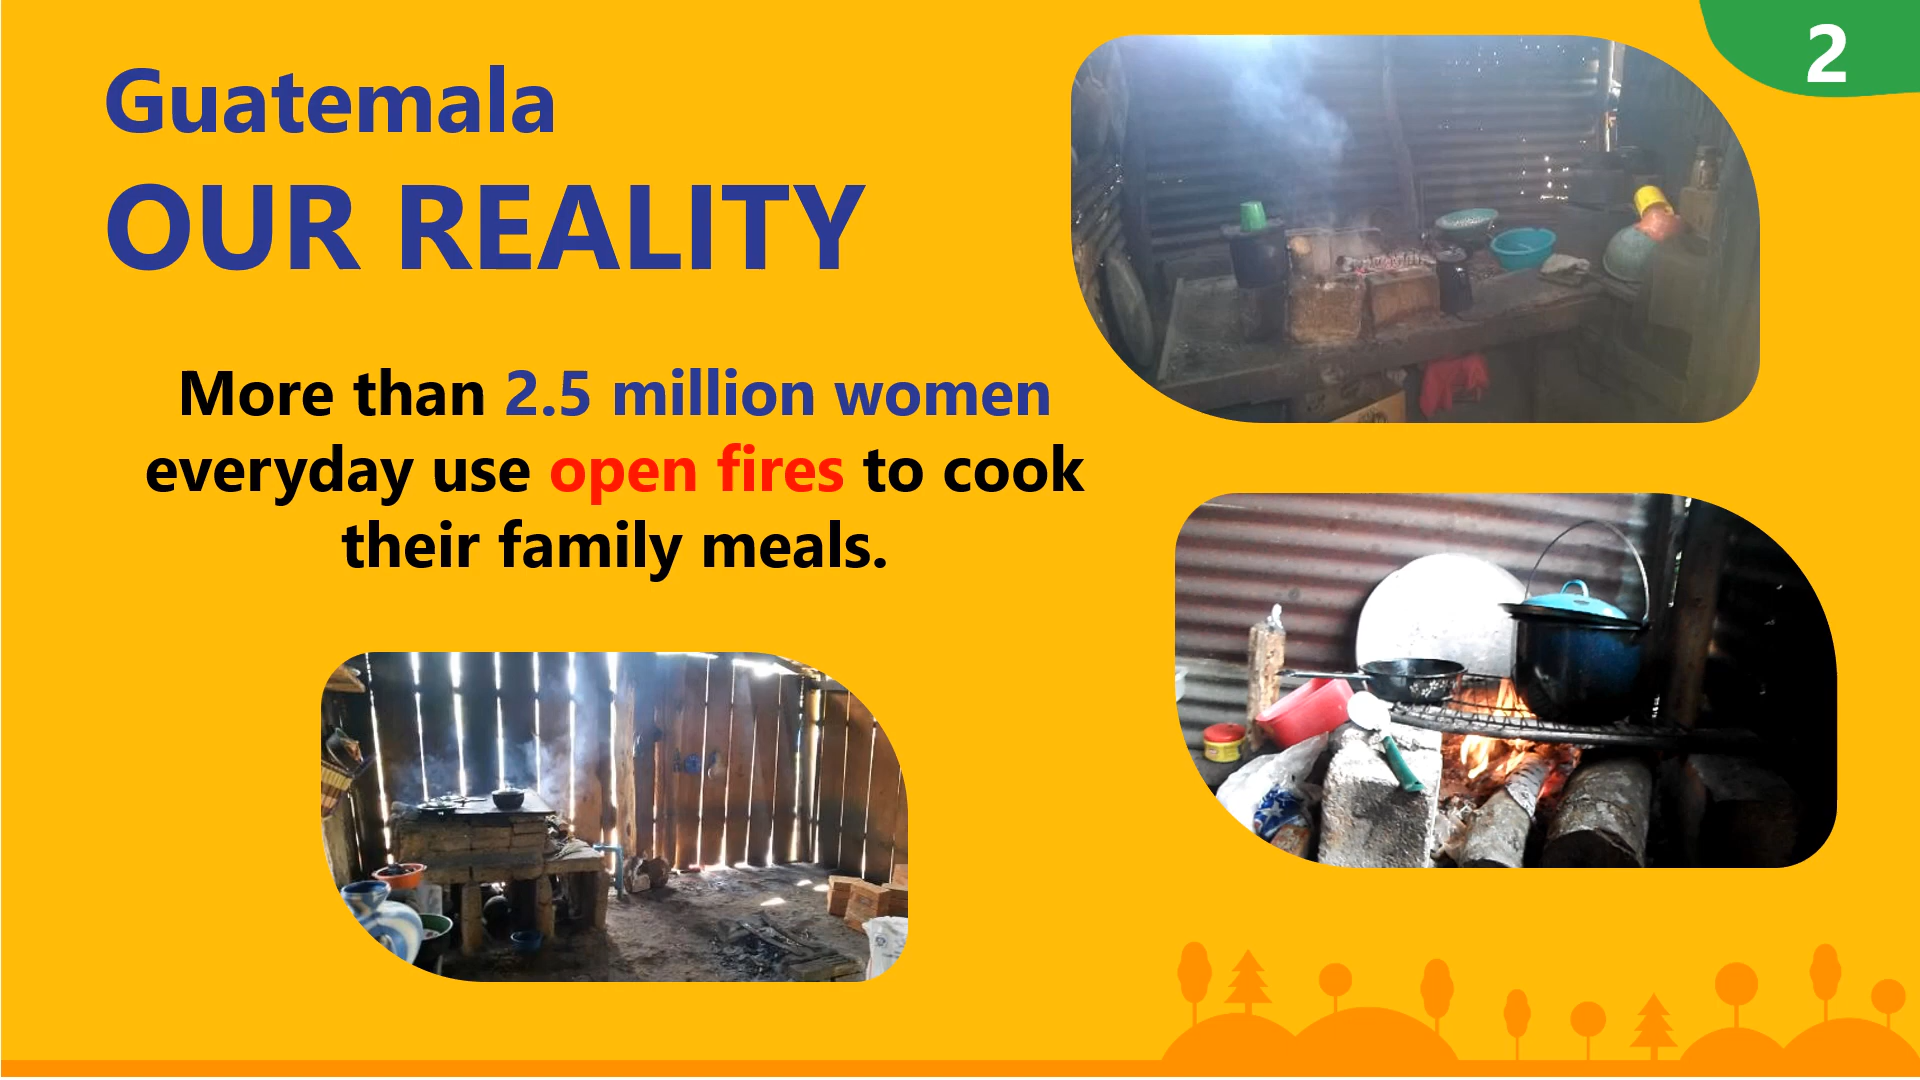 2
Guatemala
OUR REALITY
More than 2.5 million women
everyday use open fires to cook
their family meals.